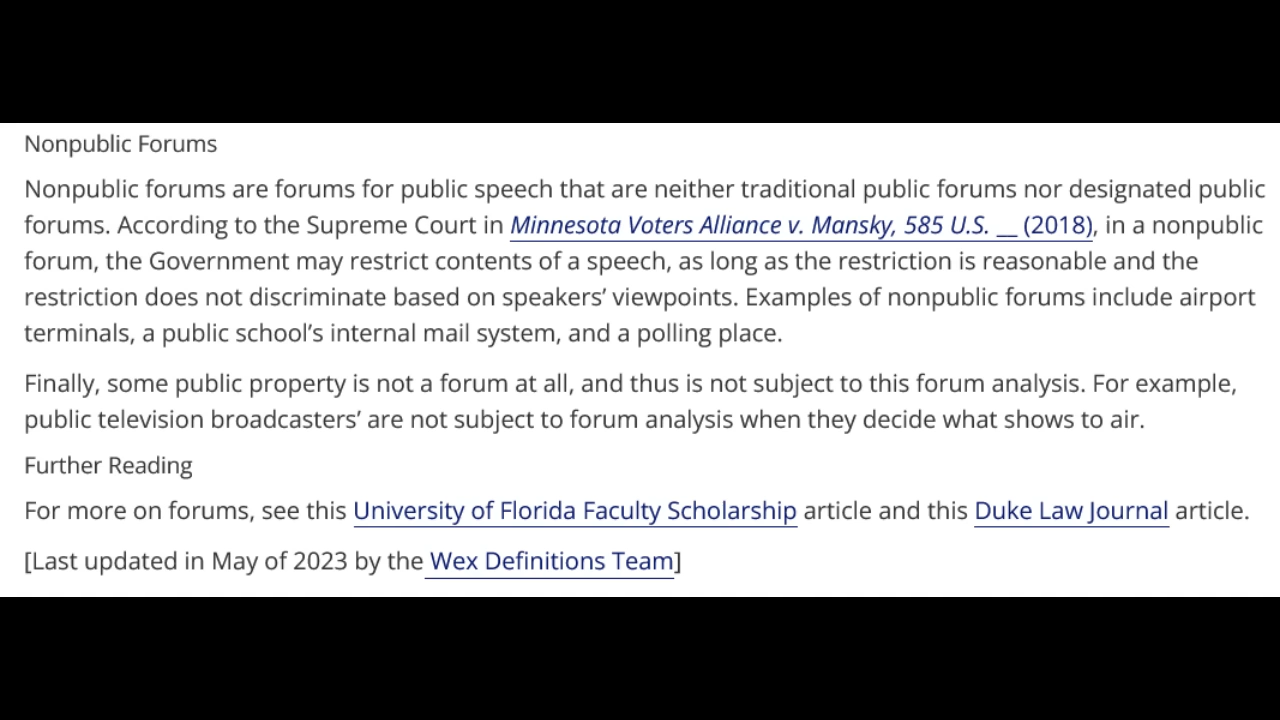 Nonpublic Forums
Nonpublic forums are forums for public speech that are neither traditional public forums nor designated public
forums. According to the Supreme Court in Minnesota Voters Alliance v. Mansky, 585 U.S. __ (2018), in a nonpublic
forum, the Government may restrict contents of a speech, as long as the restriction is reasonable and the
restriction does not discriminate based on speakers’ viewpoints. Examples of nonpublic forums include airport
terminals, a public school’s internal mail system, and a polling place.
Finally, some public property is not a forum at all, and thus is not subject to this forum analysis. For example,
public television broadcasters’ are not subject to forum analysis when they decide what shows to air.
Further Reading
For more on forums, see this University of Florida Faculty Scholarship article and this Duke Law Journal article.
[Last updated in May of 2023 by the Wex Definitions Team]